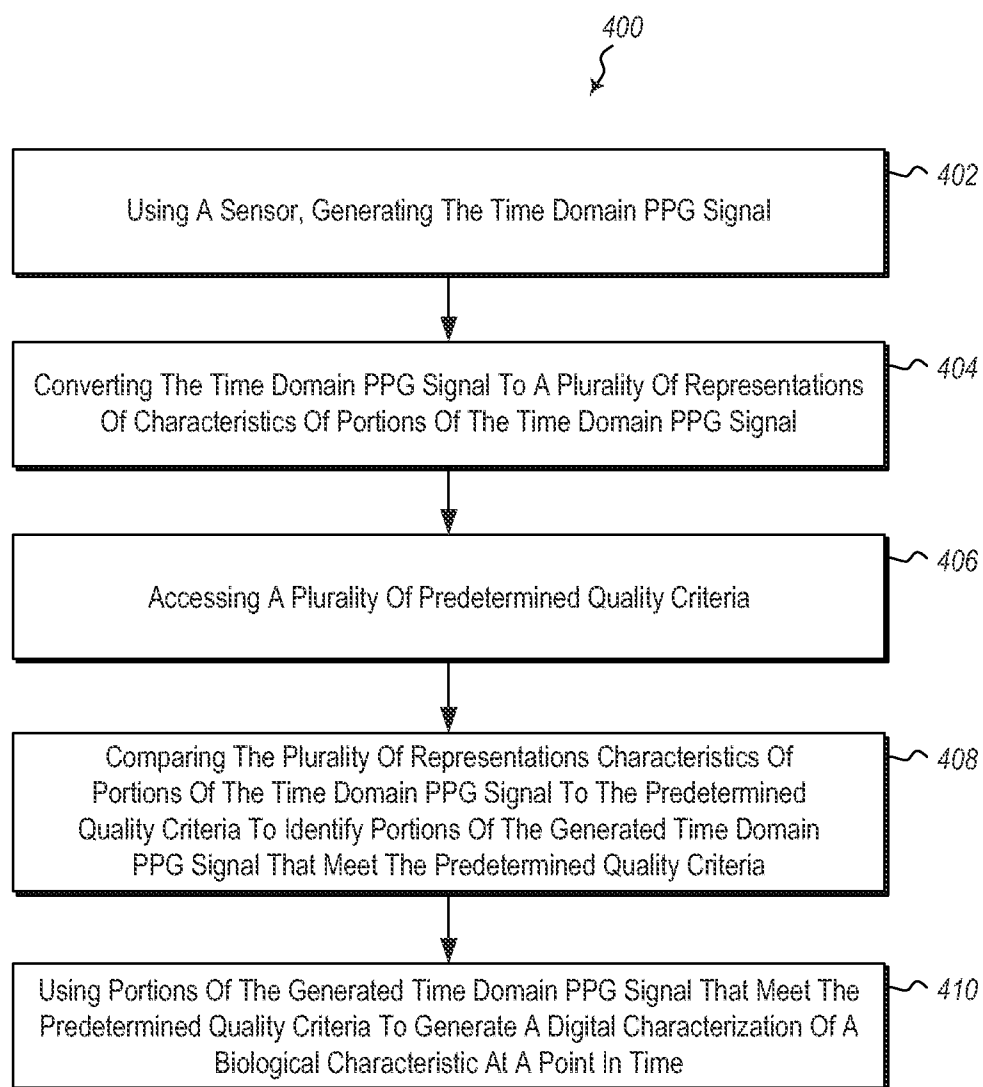 400
Using A Sensor, Generating The Time Domain PPG Signal
402
Converting The Time Domain PPG Signal To A Plurality Of Representations
Of Characteristics Of Portions Of The Time Domain PPG Signal
404
Accessing A Plurality Of Predetermined Quality Criteria
406
Comparing The Plurality Of Representations Characteristics Of
Portions Of The Time Domain PPG Signal To The Predetermined
Quality Criteria To Identify Portions Of The Generated Time Domain
PPG Signal That Meet The Predetermined Quality Criteria
408
Using Portions Of The Generated Time Domain PPG Signal That Meet The
Predetermined Quality Criteria To Generate A Digital Characterization Of A
Biological Characteristic At A Point In Time
410